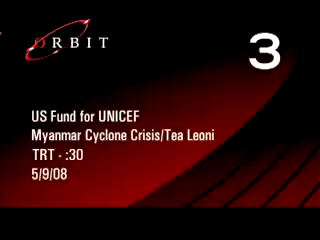 ORBIT
3
US Fund for UNICEF
Myanmar Cyclone Crisis/Tea Leoni
TRT - :30
5/9/08